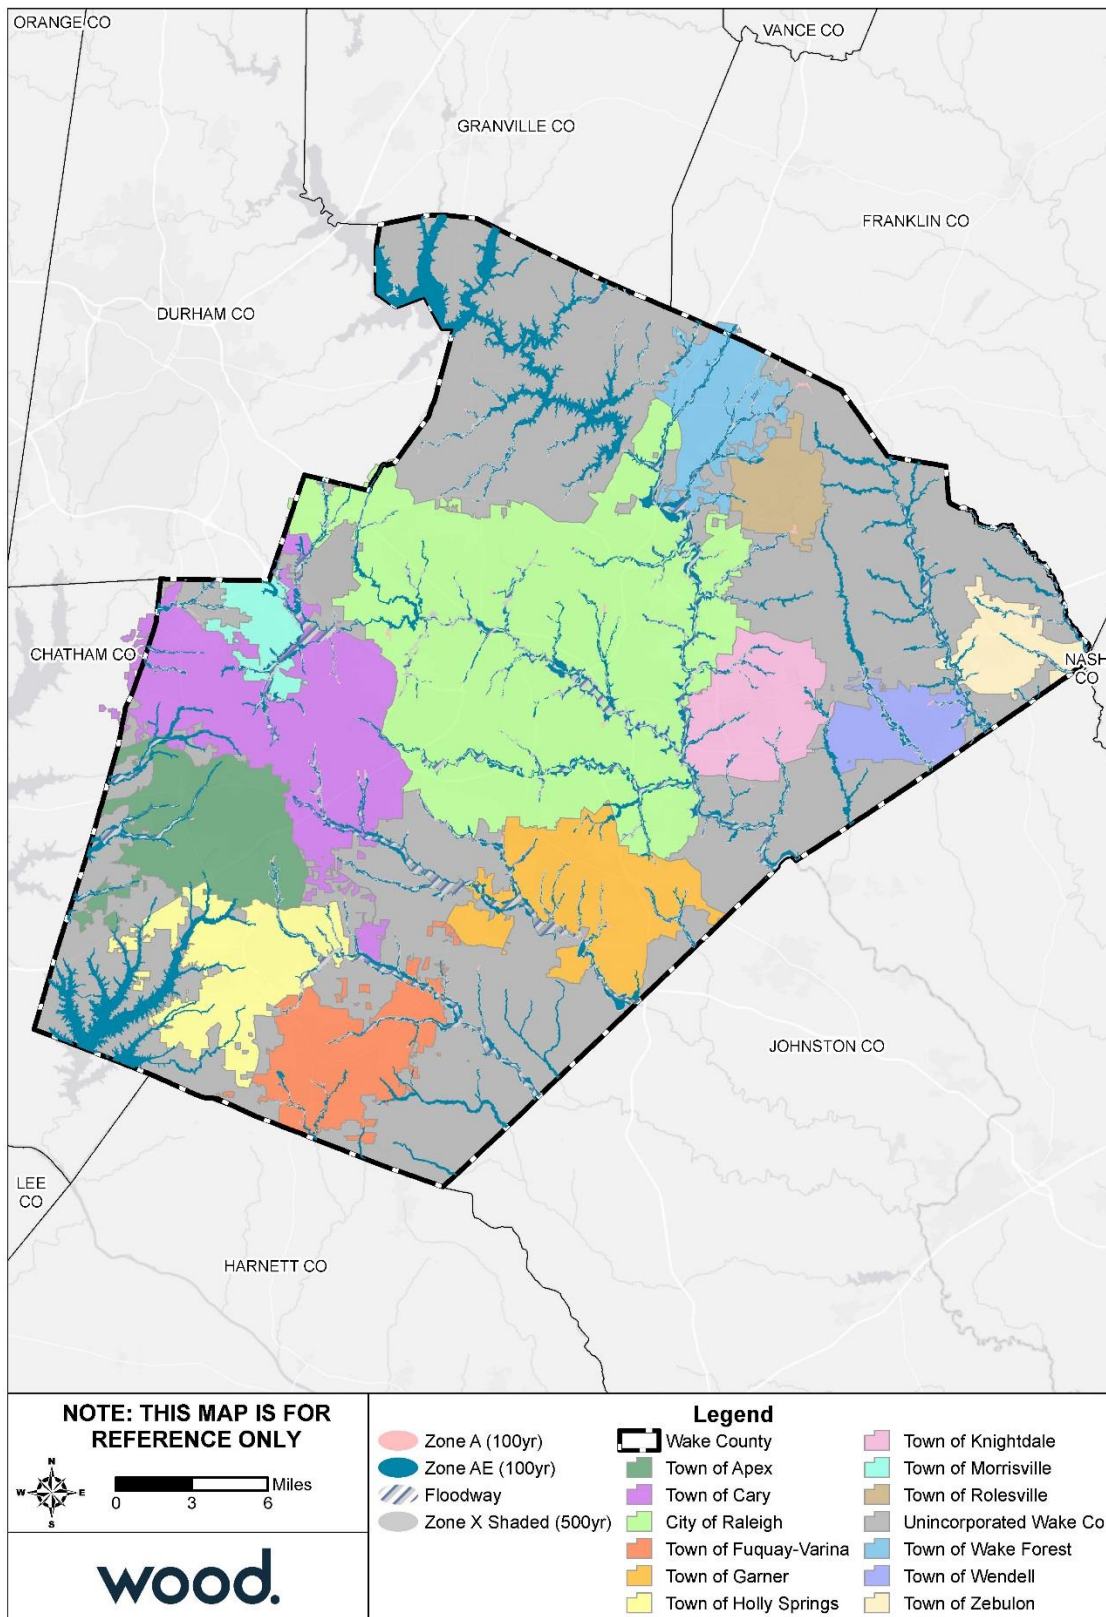 ORANGE CO
VANCE CO
GRANVILLE CO
FRANKLIN CO
DURHAM CO
CHATHAM CO
NASH
CO
JOHNSTON CO
LEE
CO
HARNETT CO
NOTE: THIS MAP IS FOR
REFERENCE ONLY
N
W E
S
Miles
0 3 6
wood.
Legend
Zone A (100yr)
Zone AE (100yr)
Floodway
Zone X Shaded (500yr)
Wake County
Town of Apex
Town of Cary
City of Raleigh
Town of Fuquay-Varina
Town of Garner
Town of Holly Springs
Town of Knightdale
Town of Morrisville
Town of Rolesville
Unincorporated Wake Co
Town of Wake Forest
Town of Wendell
Town of Zebulon